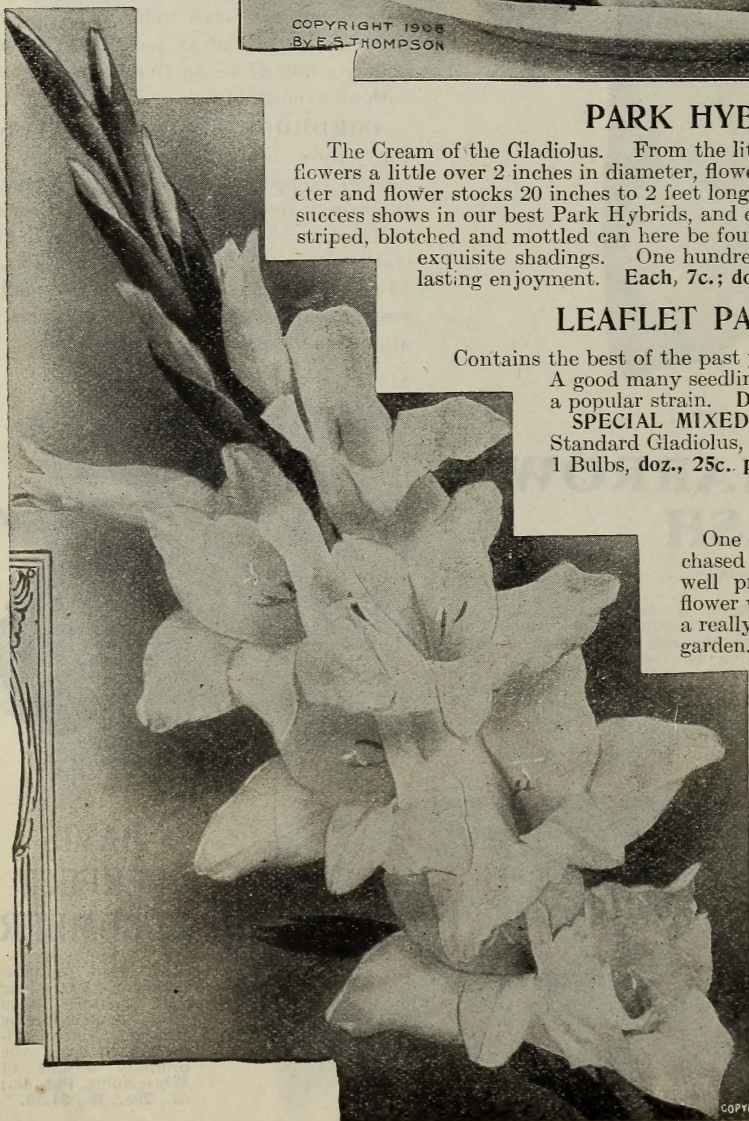 COPYRIGHT 1908
By E.S. THOMPSON
PARK HYB
The Cream of the Gladiolus. From the lit
flowers a little over 2 inches in diameter, flowe
eter and flower stocks 20 inches to 2 feet long
success shows in our best Park Hybrids, and e
striped, blotched and mottled can here be fou
exquisite shadings. One hundre
lasting enjoyment. Each, 7c.; do
LEAFLET PA
Contains the best of the past
A good many seedlin
a popular strain. D
SPECIAL MIXED
Standard Gladiolus,
1 Bulbs, doz., 25c. p
One
chased
well pr
flower
a really
garden.
COPY